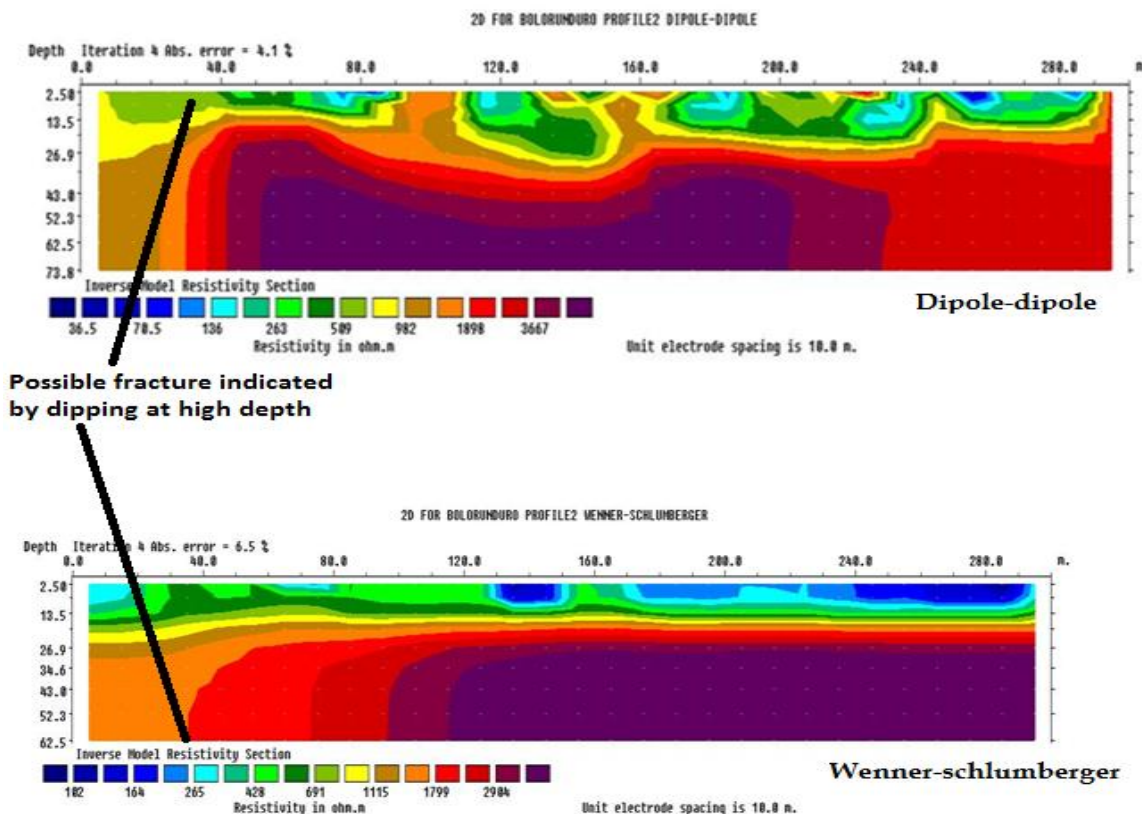 2D FOR BOLORUNDURO PROFILE2 DIPOLE-DIPOLE
Depth Iteration 4 Abs. error = 4.1 %
0.0 40.0 80.0 120.0 160.0 200.0 240.0 280.0 m
2.50
13.5
26.9
43.0
52.3
62.5
73.8
Inverse Model Resistivity Section
36.5 70.5 136 263 509 982 1898 3667
Resistivity in ohm.m Unit electrode spacing is 10.0 m.
Dipole-dipole
Possible fracture indicated
by dipping at high depth
2D FOR BOLORUNDURO PROFILE2 WENNER-SCHLUMBERGER
Depth Iteration 4 Abs. error = 6.5 %
0.0 40.0 80.0 120.0 160.0 200.0 240.0 280.0 m.
2.50
13.5
26.9
34.6
43.0
52.3
62.5
Inverse Model Resistivity Section
102 164 265 428 691 1115 1799 2904
Resistivity in ohm.m Unit electrode spacing is 10.0 m.
Wenner-schlumberger